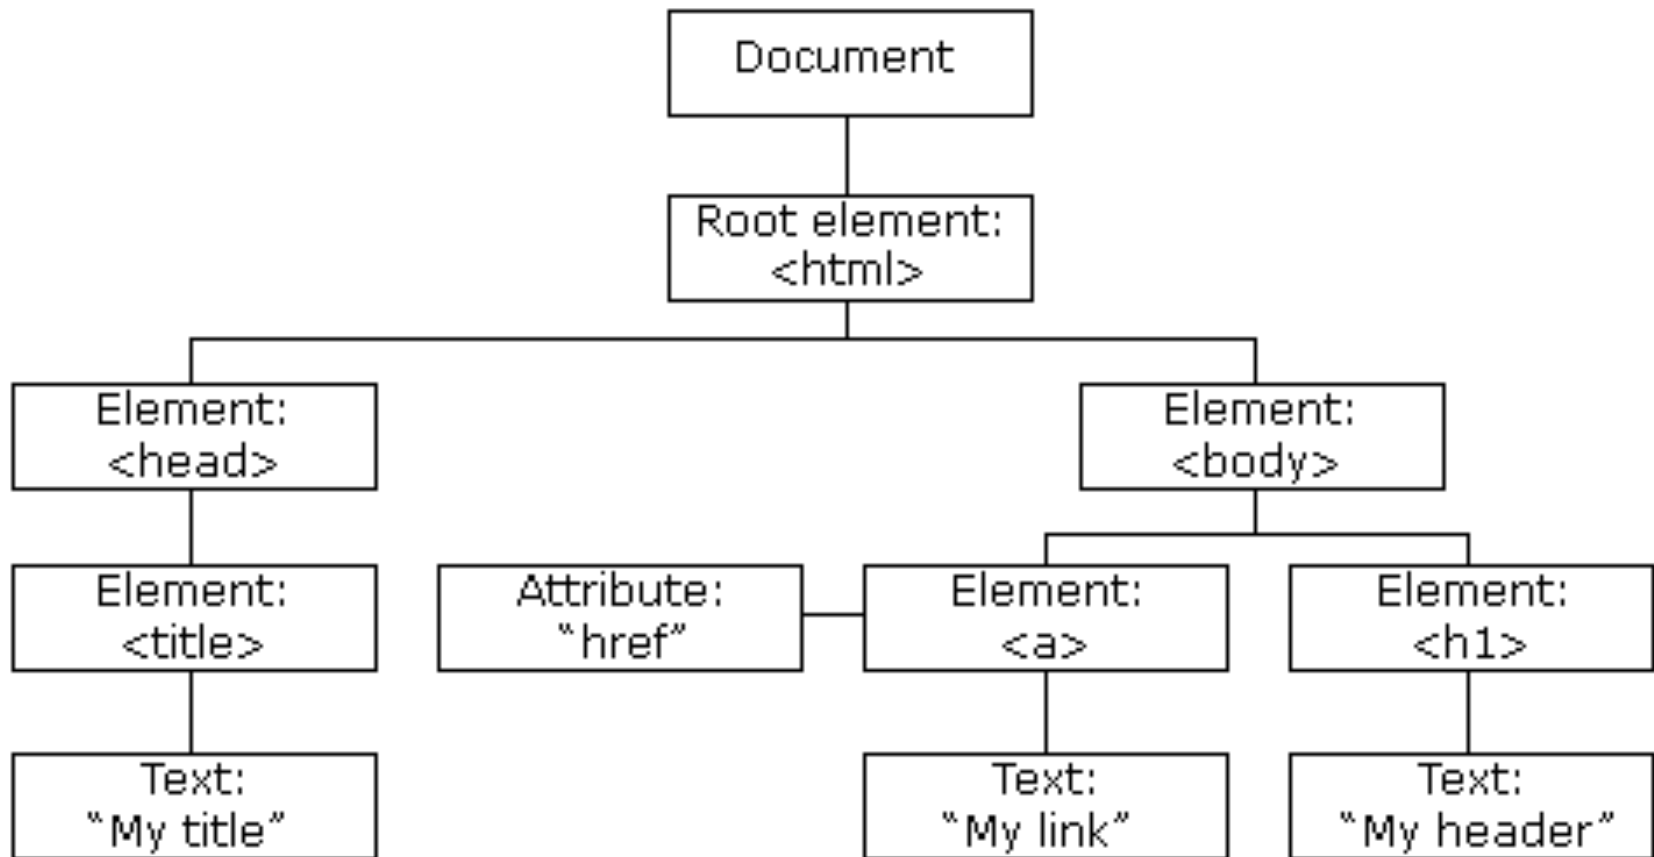 Document
Root element:
<html>
Element:
<head>
Element:
<body>
Element:
<title>
Attribute:
“href”
Element:
<a>
Element:
<h1>
Text:
“My title”
Text:
“My link”
Text:
“My header”